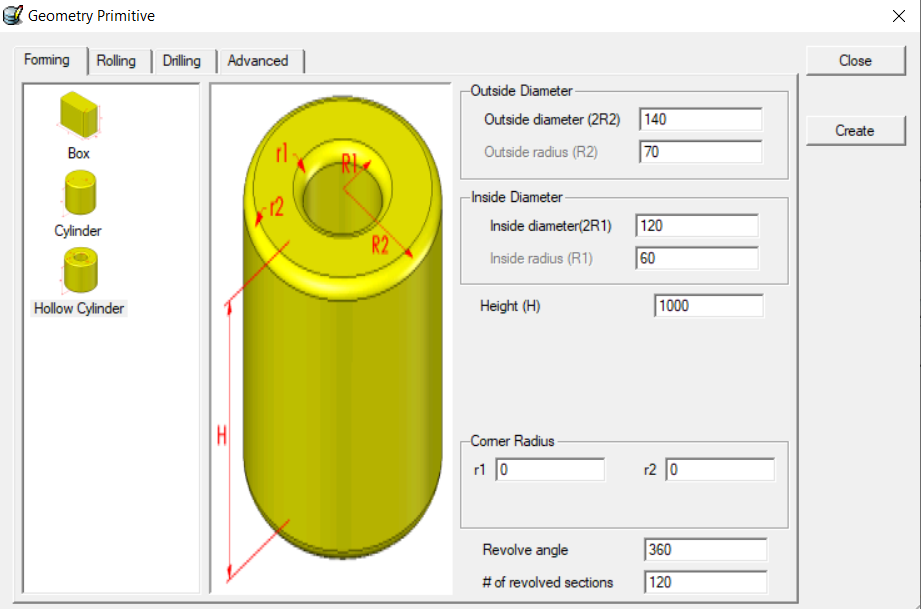 Geometry Primitive
Forming Rolling Drilling Advanced
Close
Create
Box
Cylinder
Hollow Cylinder
r1 R1
r2
R2
H
Outside Diameter
Outside diameter (2R2) 140
Outside radius (R2) 70
Inside Diameter
Inside diameter(2R1) 120
Inside radius (R1) 60
Height (H) 1000
Corner Radius
r1 0 r2 0
Revolve angle 360
# of revolved sections 120